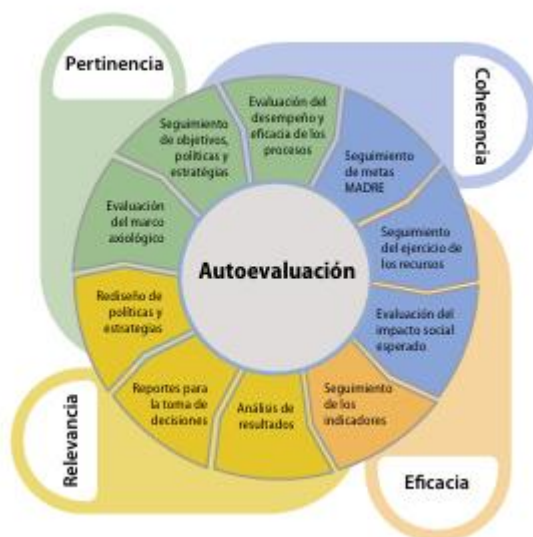 Pertinencia
Coherencia
Evaluación del
desempeño y
eficacia de los
procesos
Seguimiento
de metas
MADRE
Seguimiento
del ejercicio de
los recursos
Evaluación del
impacto social
esperado
Seguimiento
de los
indicadores
Análisis de
resultados
Reportes para
la toma de
decisiones
Rediseño de
políticas y
estrategias
Evaluación
del marco
axiológico
Seguimiento
de objetivos,
políticas y
estratégias
Autoevaluación
Relevancia
Eficacia